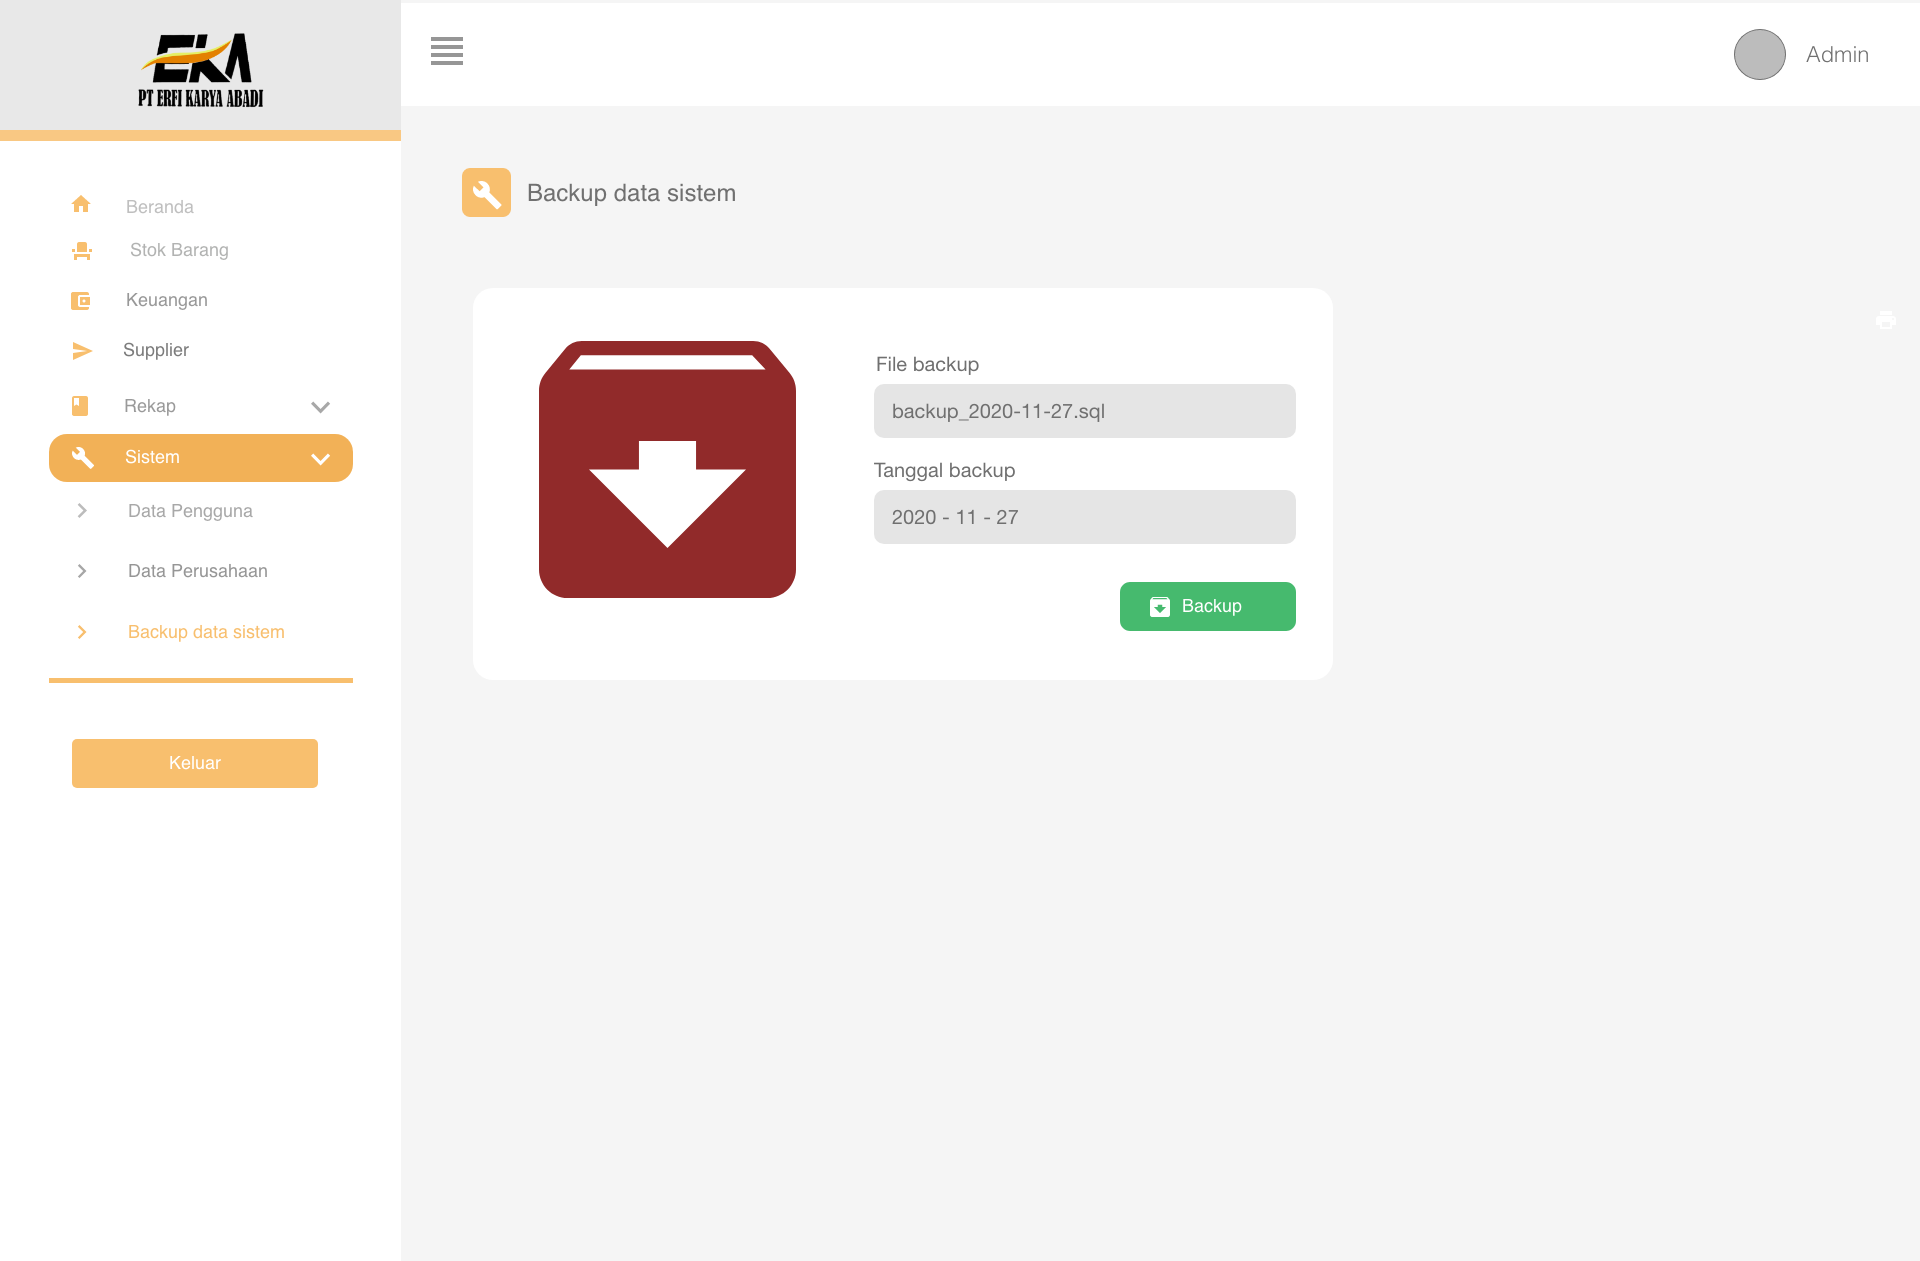 EKA
PT ERFI KARYA ABADI
Admin
Beranda
Stok Barang
Keuangan
Supplier
Rekap
Sistem
Data Pengguna
Data Perusahaan
Backup data sistem
Keluar
Backup data sistem
File backup
backup_2020-11-27.sql
Tanggal backup
2020 - 11 - 27
Backup